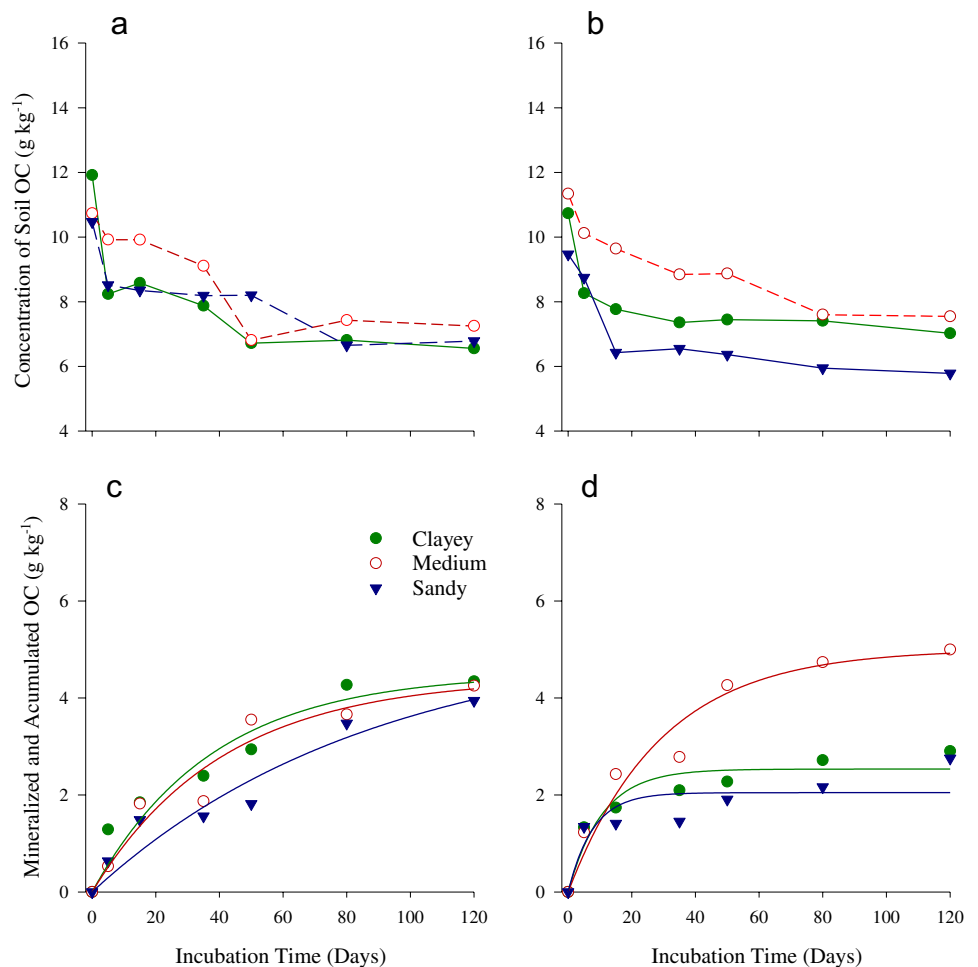 a
b
16
14
12
10
8
6
4
16
14
12
10
8
6
4
Concentration of Soil OC (g kg-1)
c
d
8
6
4
2
0
8
6
4
2
0
Clayey
Medium
Sandy
Mineralized and Acumulated OC (g kg-1)
0 20 40 60 80 100 120
0 20 40 60 80 100 120
Incubation Time (Days)
Incubation Time (Days)